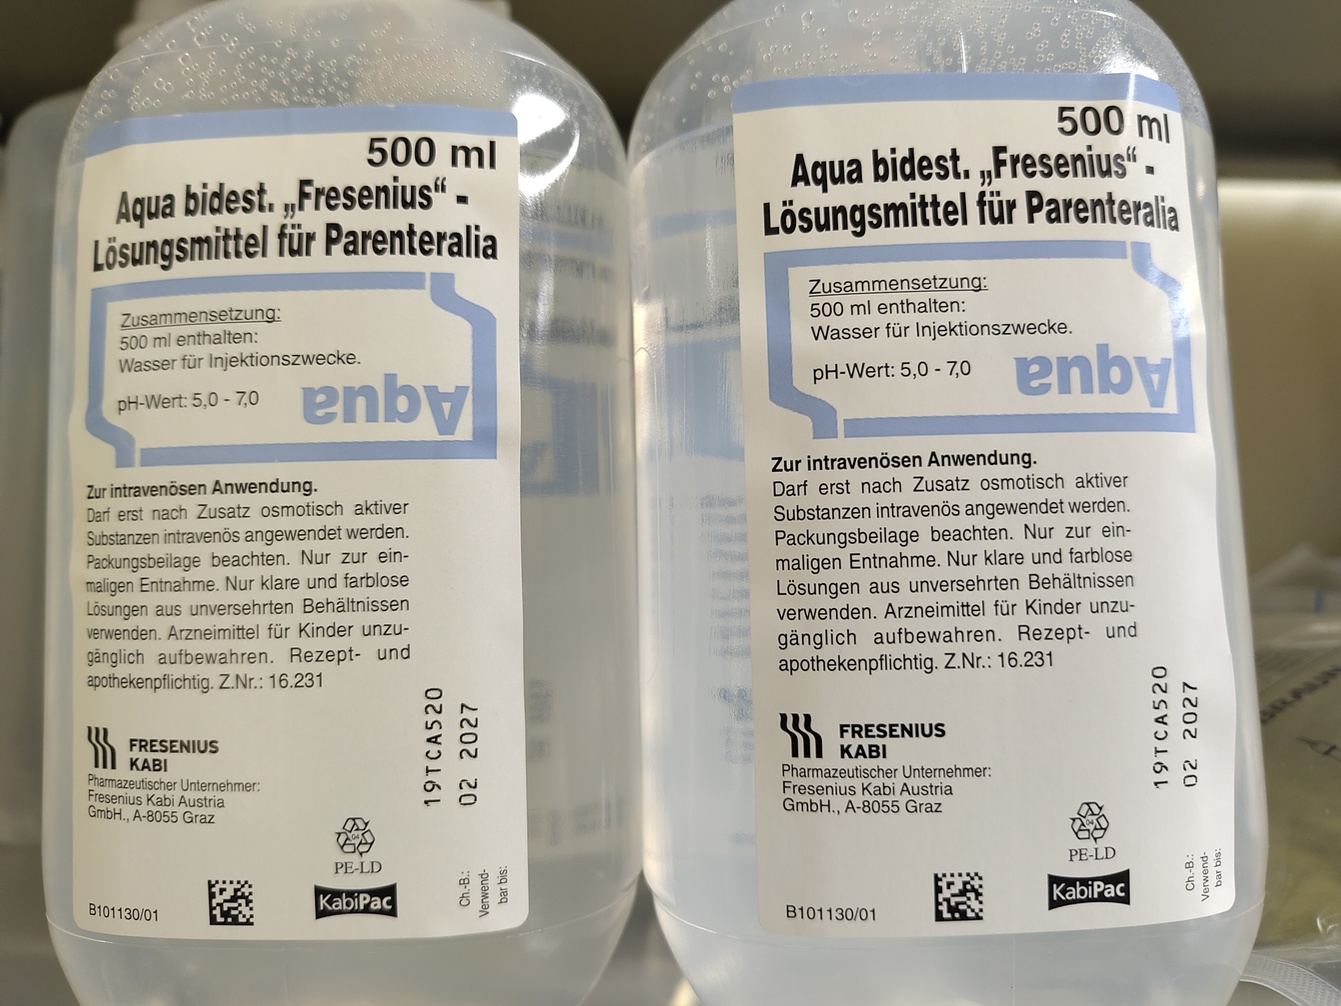 500 ml
Aqua bidest. „Fresenius“ -
Lösungsmittel für Parenteralia
Zusammensetzung:
500 ml enthalten:
Wasser für Injektionszwecke.
pH-Wert: 5,0 - 7,0
Aqua
Zur intravenösen Anwendung.
Darf erst nach Zusatz osmotisch aktiver
Substanzen intravenös angewendet werden.
Packungsbeilage beachten. Nur zur ein-
maligen Entnahme. Nur klare und farblose
Lösungen aus unversehrten Behältnissen
verwenden. Arzneimittel für Kinder unzu-
gänglich aufbewahren. Rezept- und
apothekenpflichtig. Z.Nr.: 16.231
FRESENIUS
KABI
Pharmazeutischer Unternehmer:
Fresenius Kabi Austria
GmbH., A-8055 Graz
19TCA520
02 2027
04
PE-LD
KabiPac
Ch.-B.:
Verwend-
bar bis:
B101130/01
500 ml
Aqua bidest. „Fresenius“ -
Lösungsmittel für Parenteralia
Zusammensetzung:
500 ml enthalten:
Wasser für Injektionszwecke.
pH-Wert: 5,0 - 7,0
Aqua
Zur intravenösen Anwendung.
Darf erst nach Zusatz osmotisch aktiver
Substanzen intravenös angewendet werden.
Packungsbeilage beachten. Nur zur ein-
maligen Entnahme. Nur klare und farblose
Lösungen aus unversehrten Behältnissen
verwenden. Arzneimittel für Kinder unzu-
gänglich aufbewahren. Rezept- und
apothekenpflichtig. Z.Nr.: 16.231
FRESENIUS
KABI
Pharmazeutischer Unternehmer:
Fresenius Kabi Austria
GmbH., A-8055 Graz
19TCA520
02 2027
04
PE-LD
KabiPac
Ch.-B.:
Verwend-
bar bis:
B101130/01